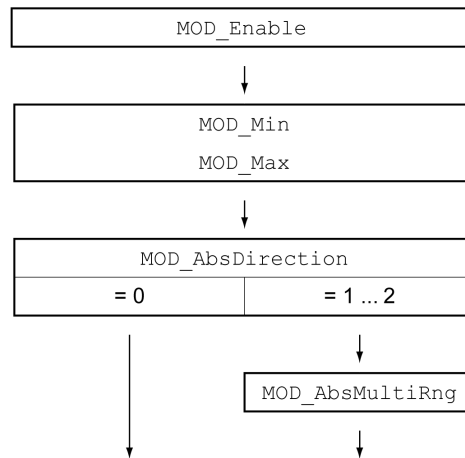 MOD_Enable
MOD_Min
MOD_Max
MOD_AbsDirection
= 0
= 1 ... 2
MOD_AbsMultiRng